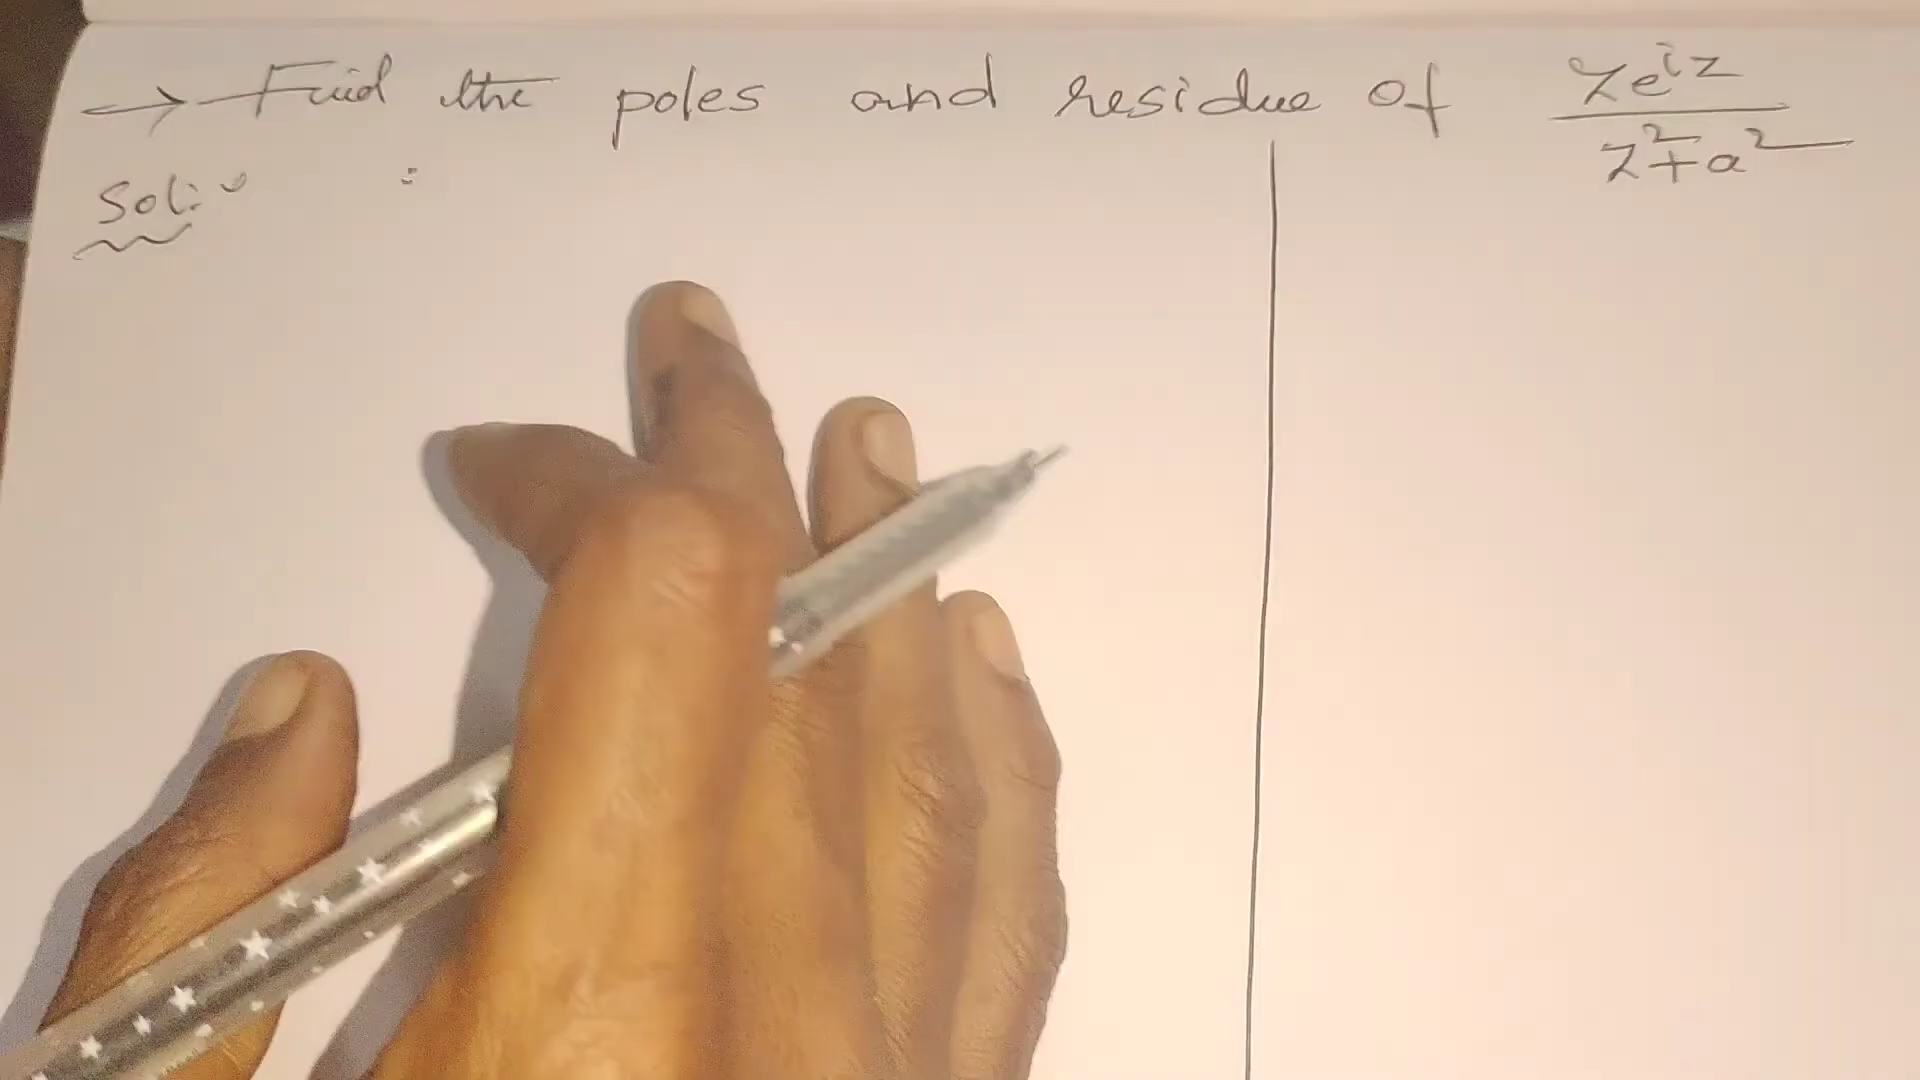 → Find the poles and residue of ze^{iz} / z²+a²
Sol: